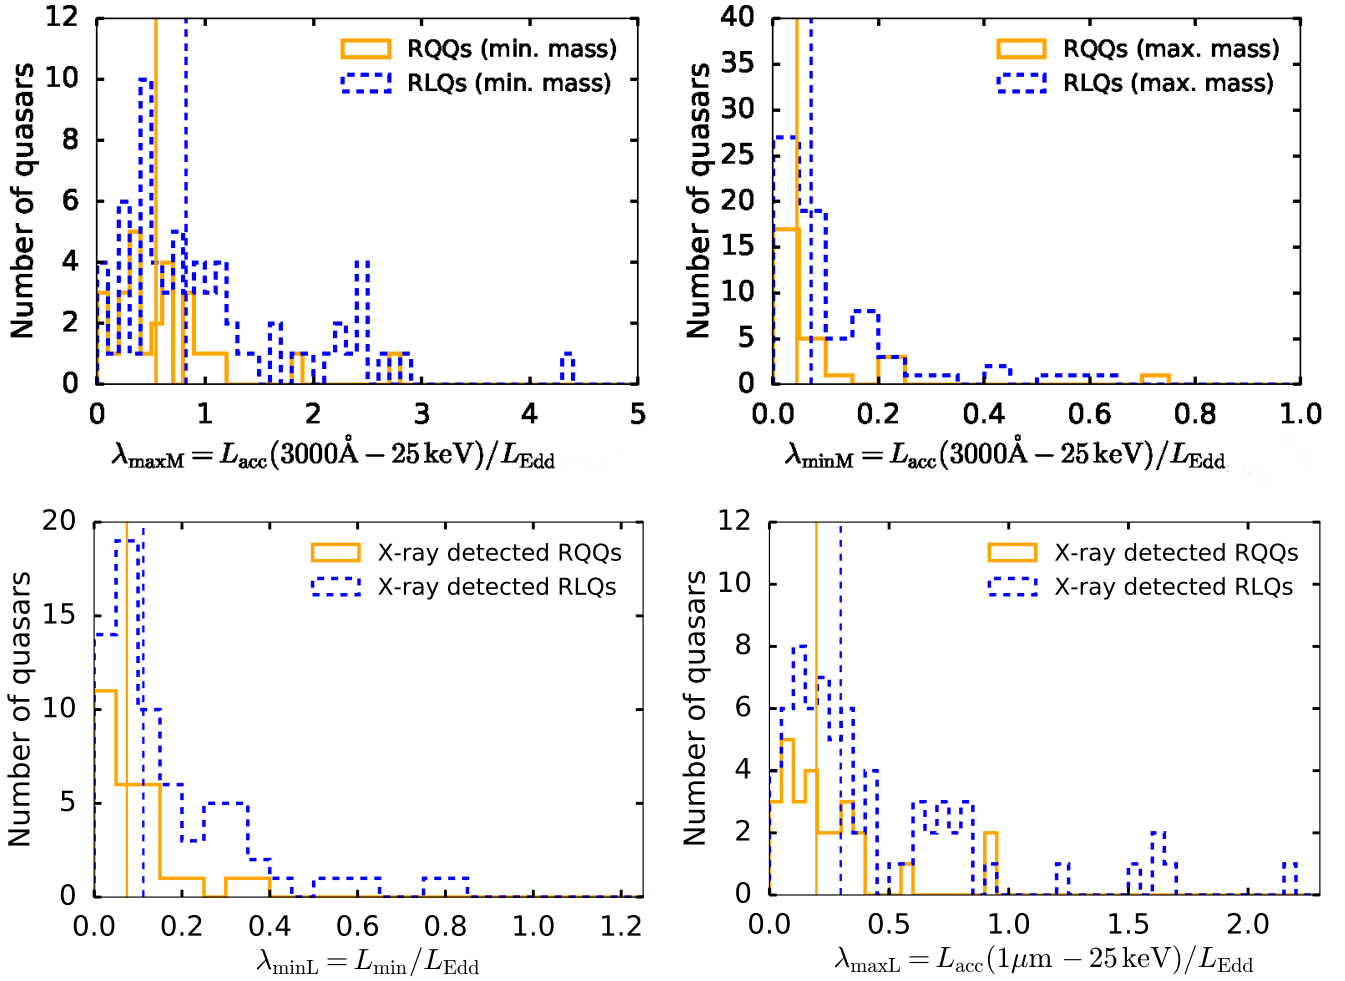 12
10
8
6
4
2
0
Number of quasars
RQQs (min. mass)
RLQs (min. mass)
0 1 2 3 4 5
λmaxM = Lacc(3000Å − 25 keV)/LEdd
40
35
30
25
20
15
10
5
0
Number of quasars
RQQs (max. mass)
RLQs (max. mass)
0.0 0.2 0.4 0.6 0.8 1.0
λminM = Lacc(3000Å − 25 keV)/LEdd
20
15
10
5
0
Number of quasars
X-ray detected RQQs
X-ray detected RLQs
0.0 0.2 0.4 0.6 0.8 1.0 1.2
λminL = Lmin/LEdd
12
10
8
6
4
2
0
Number of quasars
X-ray detected RQQs
X-ray detected RLQs
0.0 0.5 1.0 1.5 2.0
λmaxL = Lacc(1μm − 25 keV)/LEdd